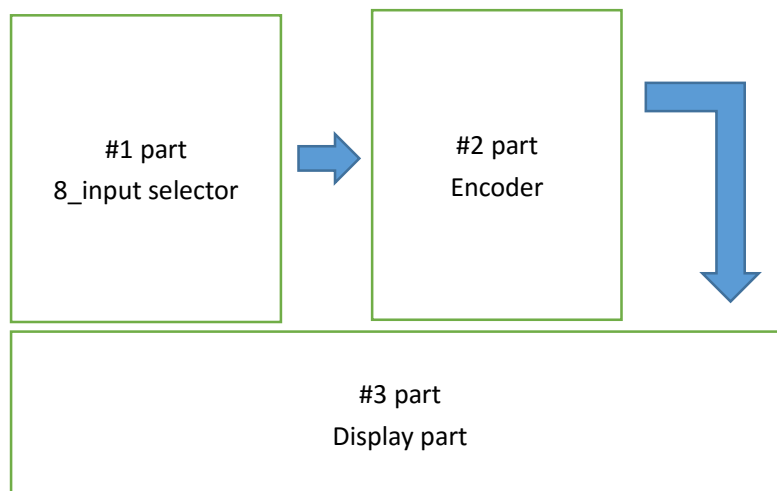 #1 part
8_input selector
#2 part
Encoder
#3 part
Display part